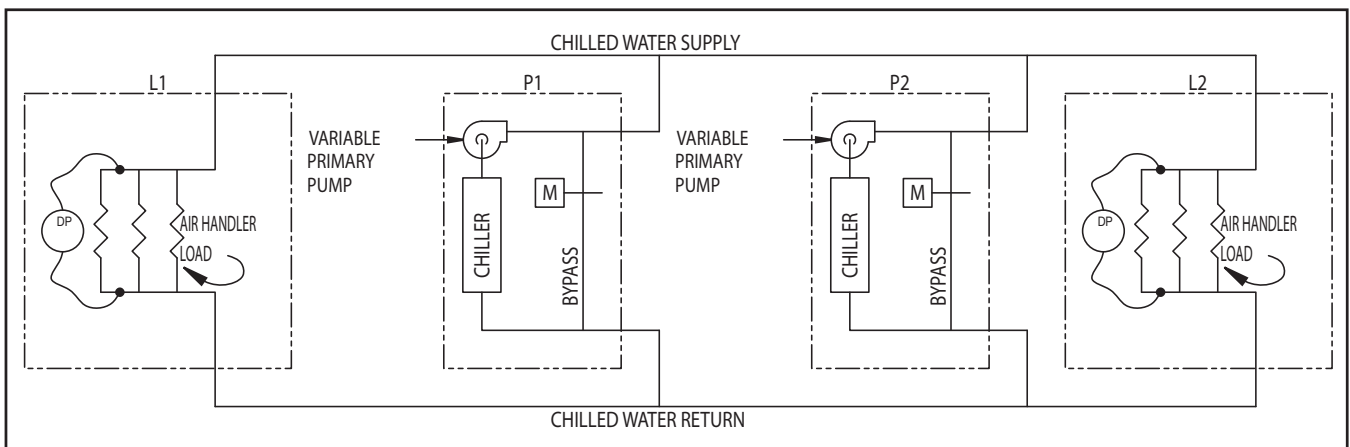 CHILLED WATER SUPPLY
L1
P1
P2
L2
VARIABLE
PRIMARY
PUMP
VARIABLE
PRIMARY
PUMP
M
M
DP
AIR HANDLER
LOAD
CHILLER
BYPASS
CHILLER
BYPASS
DP
AIR HANDLER
LOAD
CHILLED WATER RETURN